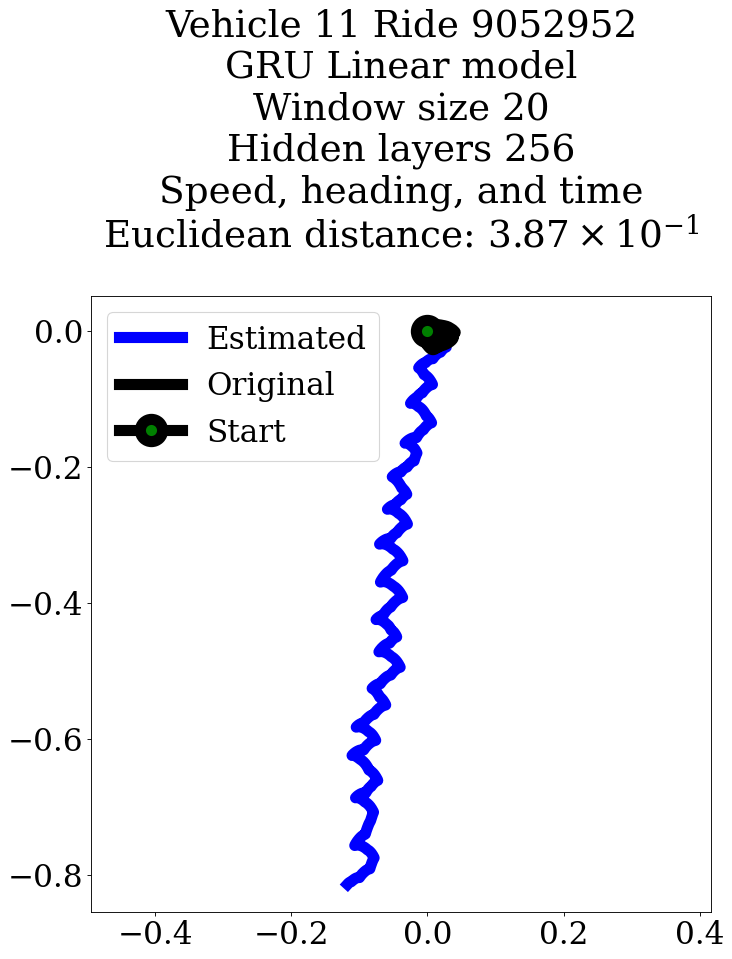 Vehicle 11 Ride 9052952
GRU Linear model
Window size 20
Hidden layers 256
Speed, heading, and time
Euclidean distance: 3.87 × 10⁻¹
Estimated
Original
Start
0.0
−0.2
−0.4
−0.6
−0.8
−0.4 −0.2 0.0 0.2 0.4